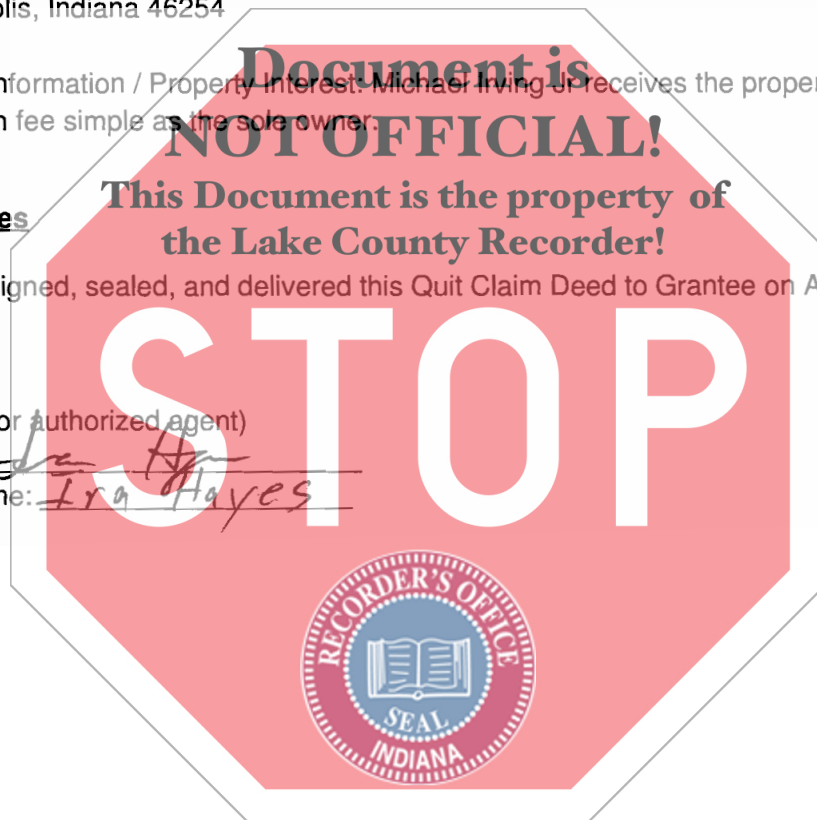 olis, Indiana 46254
Document is
nformation / Property Interest: Michael Irving Jr receives the proper
n fee simple as the sole owner.
NOT OFFICIAL!
This Document is the property of
es
the Lake County Recorder!
igned, sealed, and delivered this Quit Claim Deed to Grantee on A
STOP
or authorized agent)
e: Ira Hayes
RECORDER'S OFFICE
SEAL
INDIANA